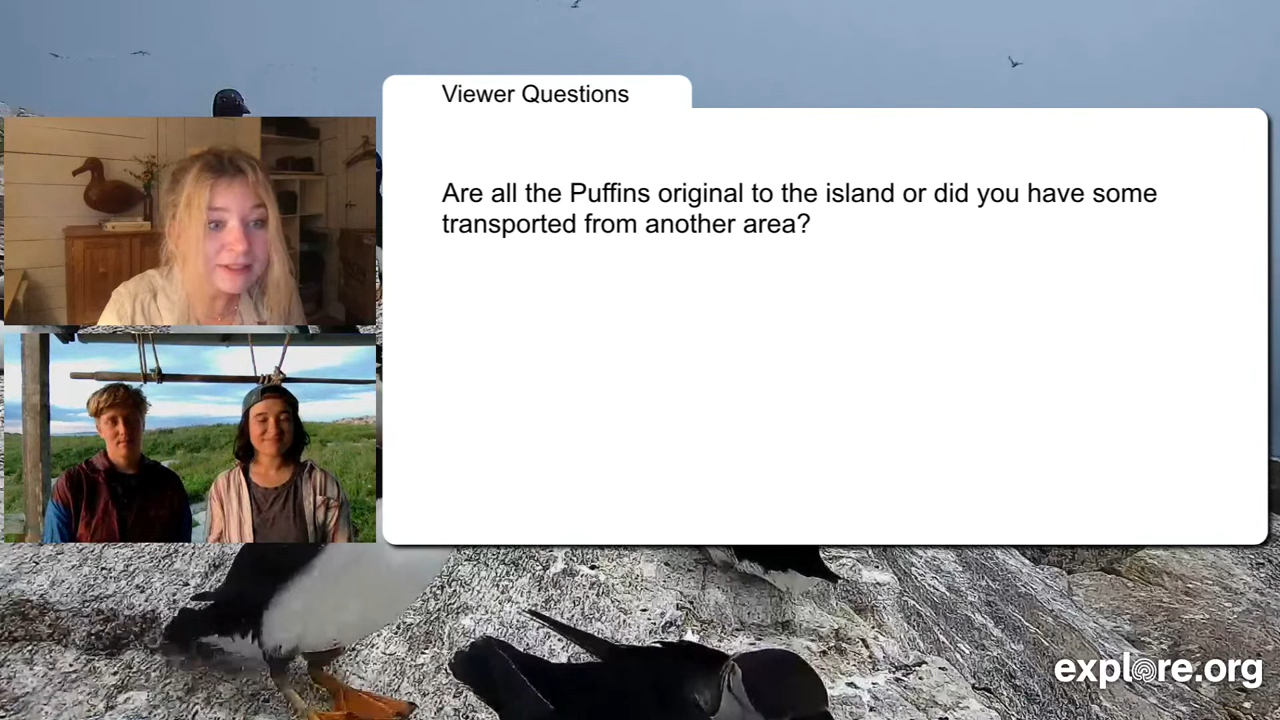 Viewer Questions
Are all the Puffins original to the island or did you have some
transported from another area?
explore.org